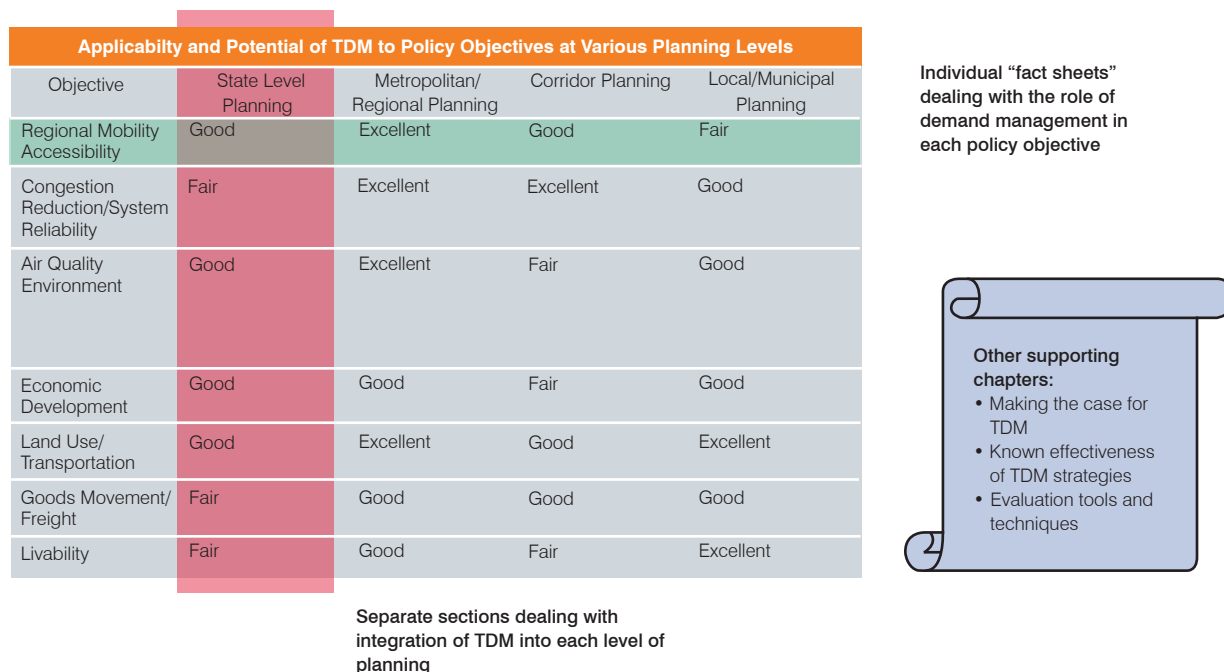 Applicabilty and Potential of TDM to Policy Objectives at Various Planning Levels
Objective
State Level
Planning
Metropolitan/
Regional Planning
Corridor Planning
Local/Municipal
Planning
Regional Mobility
Accessibility
Good
Excellent
Good
Fair
Congestion
Reduction/System
Reliability
Fair
Excellent
Excellent
Good
Air Quality
Environment
Good
Excellent
Fair
Good
Economic
Development
Good
Good
Fair
Good
Land Use/
Transportation
Good
Excellent
Good
Excellent
Goods Movement/
Freight
Fair
Good
Good
Good
Livability
Fair
Good
Fair
Excellent
Individual “fact sheets”
dealing with the role of
demand management in
each policy objective
Other supporting
chapters:
• Making the case for
TDM
• Known effectiveness
of TDM strategies
• Evaluation tools and
techniques
Separate sections dealing with
integration of TDM into each level of
planning